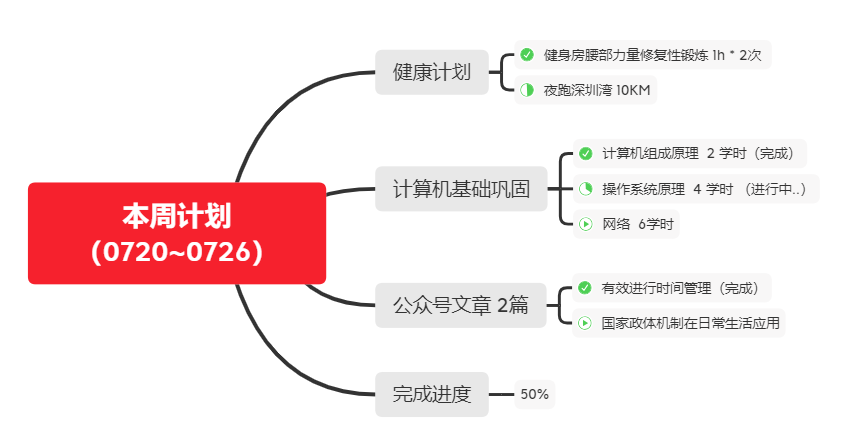 本周计划
（0720~0726）
健康计划
健身房腰部力量修复性锻炼 1h * 2次
夜跑深圳湾 10KM
计算机基础巩固
计算机组成原理 2 学时（完成）
操作系统原理 4 学时 （进行中..）
网络 6学时
公众号文章 2篇
有效进行时间管理（完成）
国家政体机制在日常生活应用
完成进度
50%